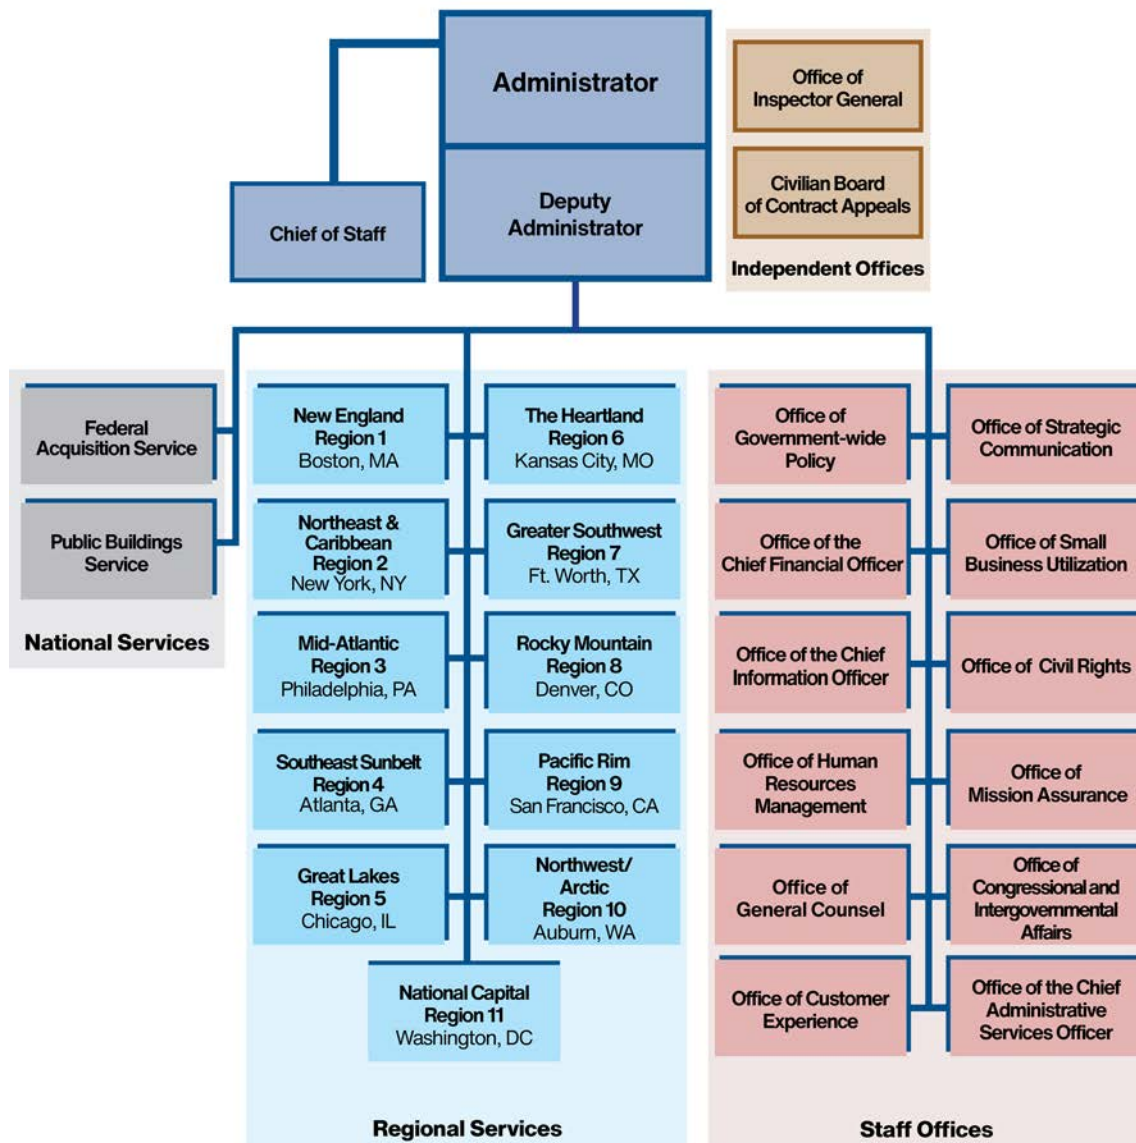 Administrator
Deputy
Administrator
Chief of Staff
Office of
Inspector General
Civilian Board
of Contract Appeals
Independent Offices
Federal
Acquisition Service
Public Buildings
Service
National Services
New England
Region 1
Boston, MA
The Heartland
Region 6
Kansas City, MO
Northeast &
Caribbean
Region 2
New York, NY
Greater Southwest
Region 7
Ft. Worth, TX
Mid-Atlantic
Region 3
Philadelphia, PA
Rocky Mountain
Region 8
Denver, CO
Southeast Sunbelt
Region 4
Atlanta, GA
Pacific Rim
Region 9
San Francisco, CA
Great Lakes
Region 5
Chicago, IL
Northwest/
Arctic
Region 10
Auburn, WA
National Capital
Region 11
Washington, DC
Regional Services
Office of
Government-wide
Policy
Office of Strategic
Communication
Office of the
Chief Financial Officer
Office of Small
Business Utilization
Office of the Chief
Information Officer
Office of Civil Rights
Office of Human
Resources
Management
Office of
Mission Assurance
Office of
General Counsel
Office of
Congressional and
Intergovernmental
Affairs
Office of Customer
Experience
Office of the Chief
Administrative
Services Officer
Staff Offices